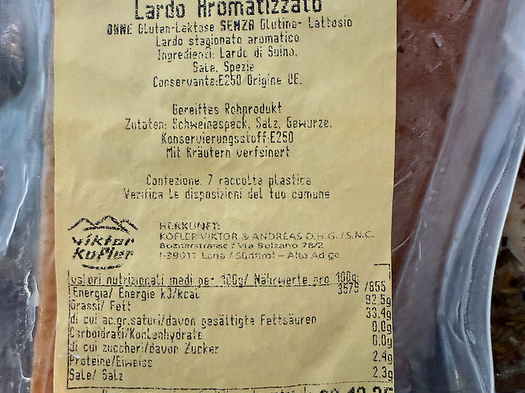 Lardo Aromatizzato
OHNE Gluten-Laktose SENZA Glutine- Lattosio
Lardo stagionato aromatico
Ingredienti: Lardo di Suino,
Sale, Spezie
Conservante:E250 Origine UE.
Gereiftes Rohprodukt
Zutaten: Schweinespeck, Salz, Gewürze.
Konservierungsstoff:E250
Mit Kräutern verfeinert
Confezione 7 raccolta plastica
Verifica le disposizioni del tuo comune
viktor
Kofler
HERKUNFT:
KOFLER VIKTOR & ANDREAS O.H.G./S.N.C.
Boznerstrasse / Via Bolzano 78/2
I-39011 Lana / Südtirol - Alto Adige
valori nutrizionali medi per 100g/ Nährwerte pro 100g:
Energia/ Energie kJ/kcal 3575 /855
Grassi/ Fett 92.5g
di cui ac.gr.saturi/davon gesättigte Fettsäuren 33.4g
Carboidrati/Kohlenhydrate 0.0g
di cui zuccheri/davon Zucker 0.0g
Proteine/Eiweiss 2.4g
Sale/ Salz 2.3g